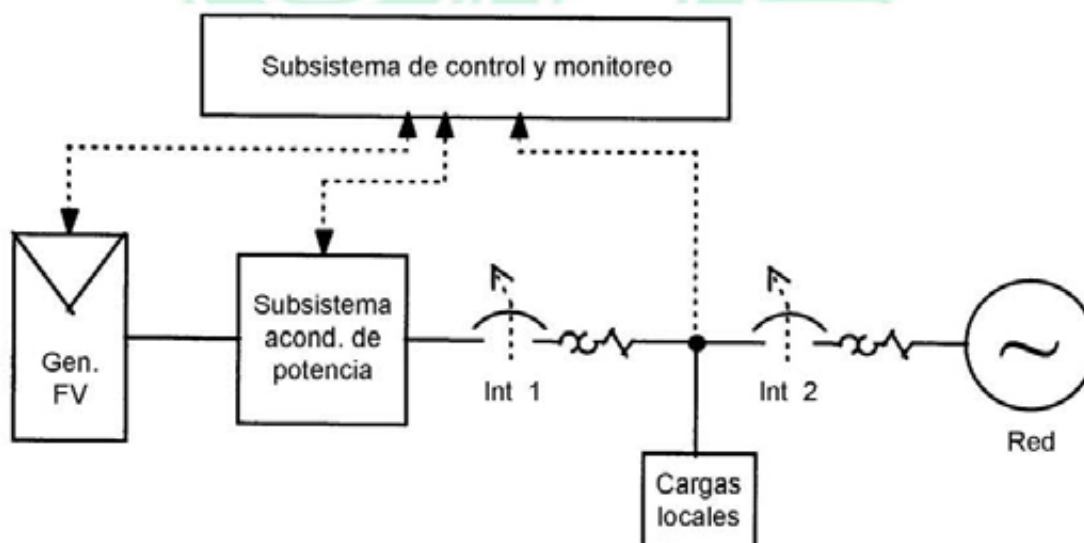 Subsistema de control y monitoreo
Gen.
FV
Subsistema
acond. de
potencia
Int 1
Int 2
Red
Cargas
locales